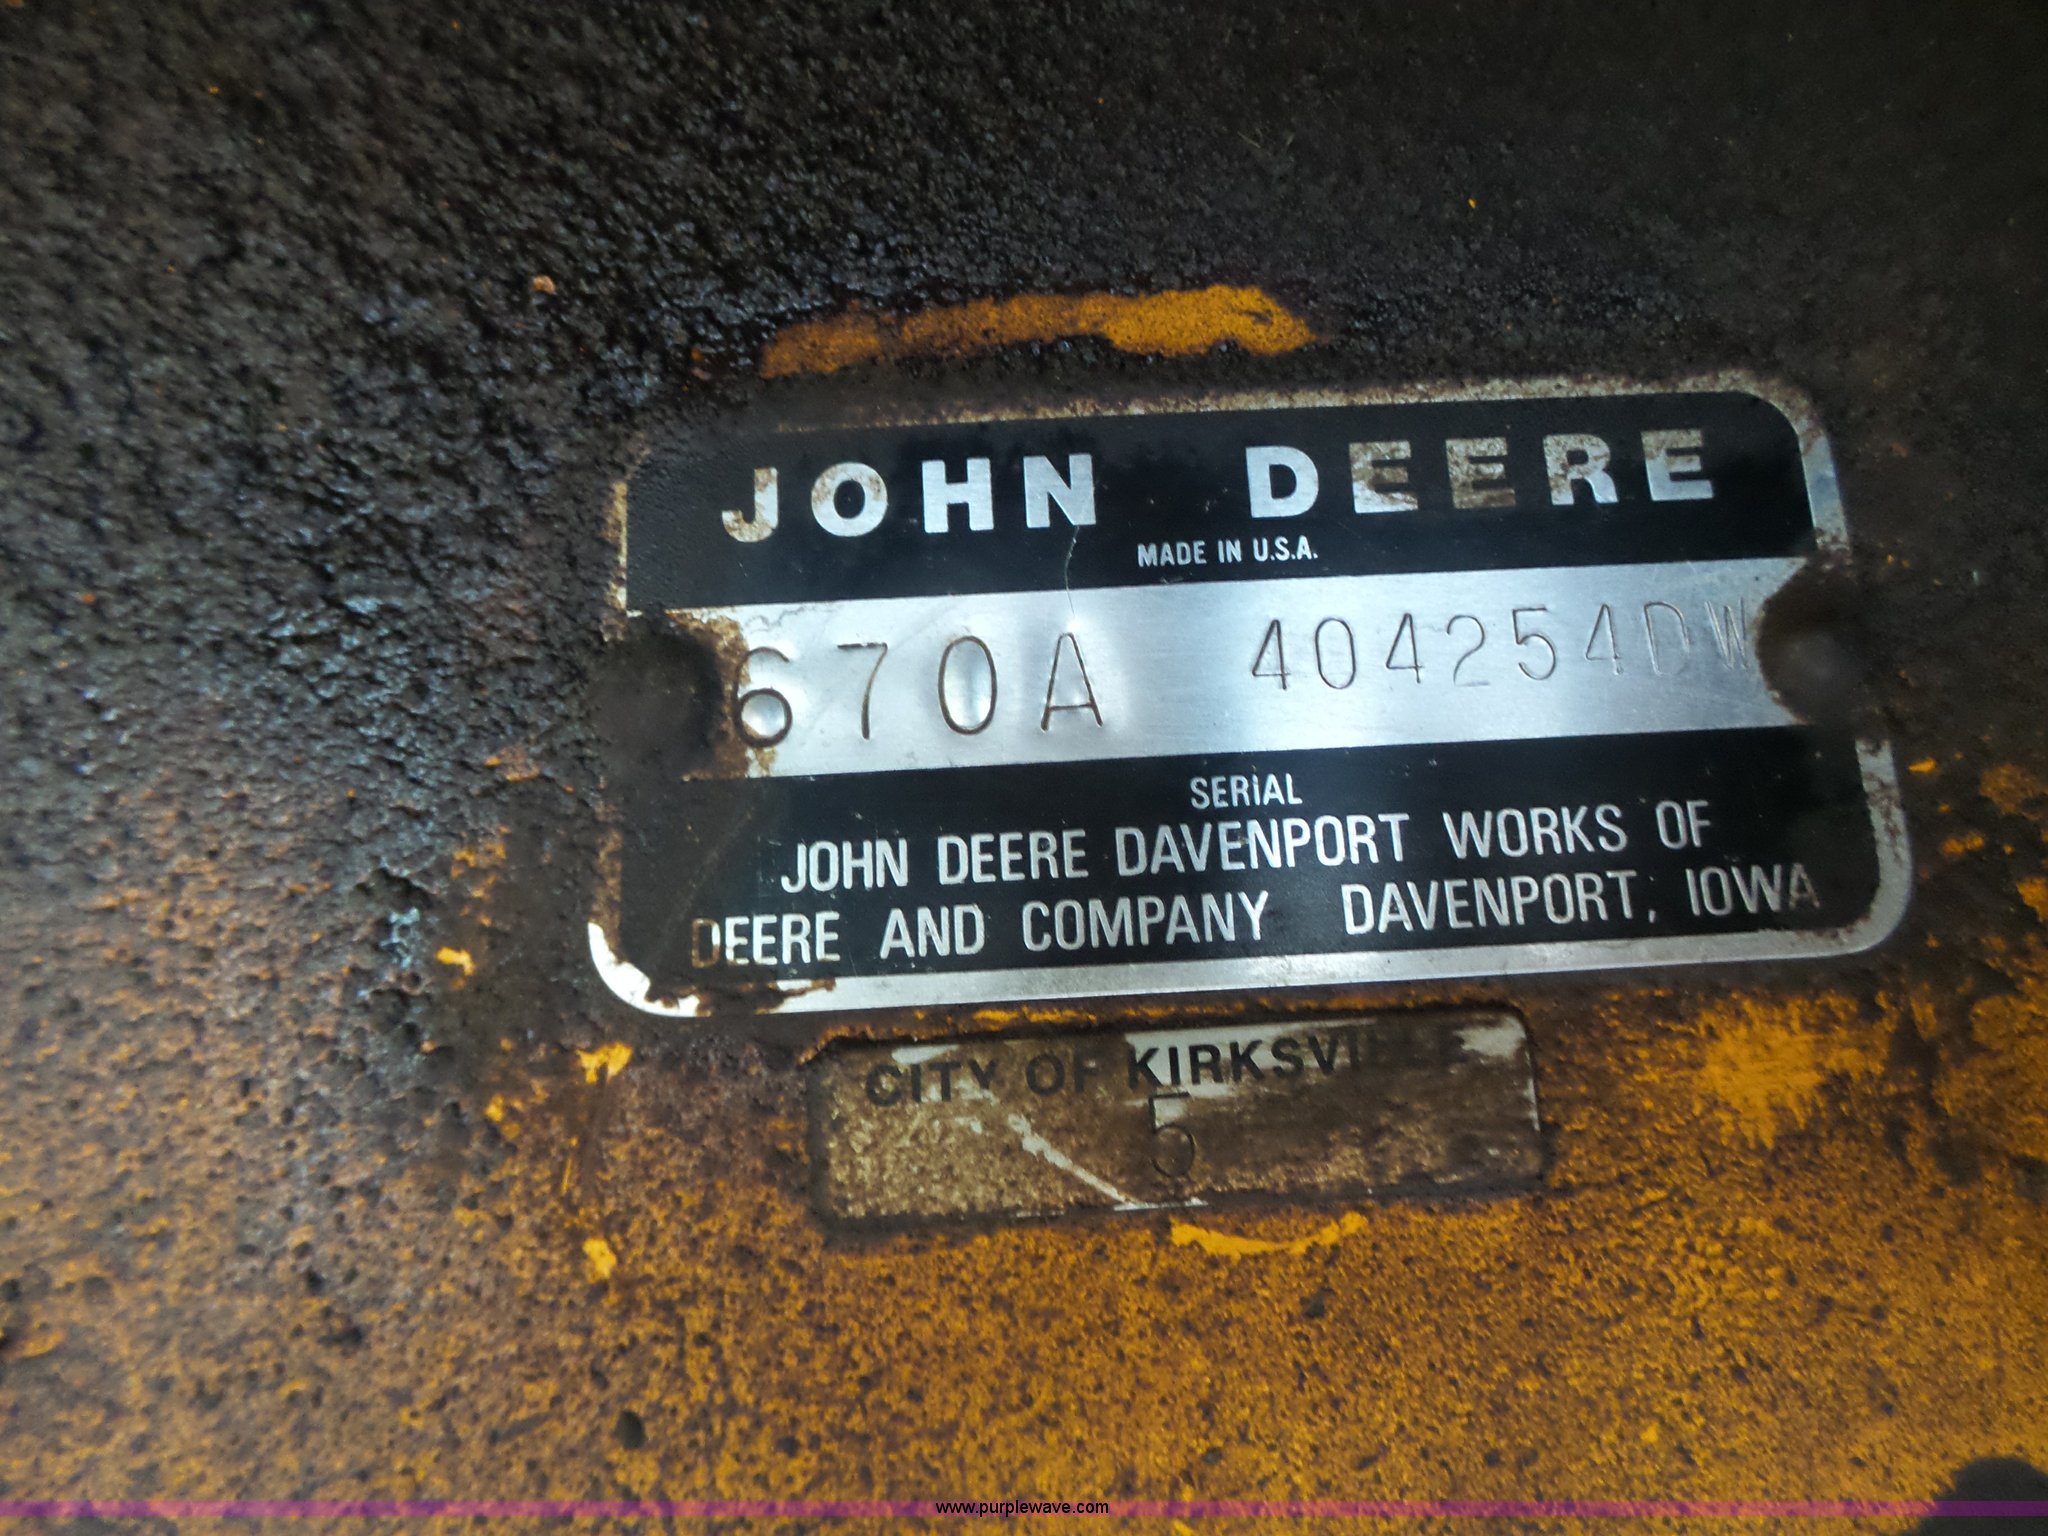 JOHN DEERE
MADE IN U.S.A.
670A 404254DW
SERIAL
JOHN DEERE DAVENPORT WORKS OF
DEERE AND COMPANY DAVENPORT, IOWA
CITY OF
5
www.purplewave.com